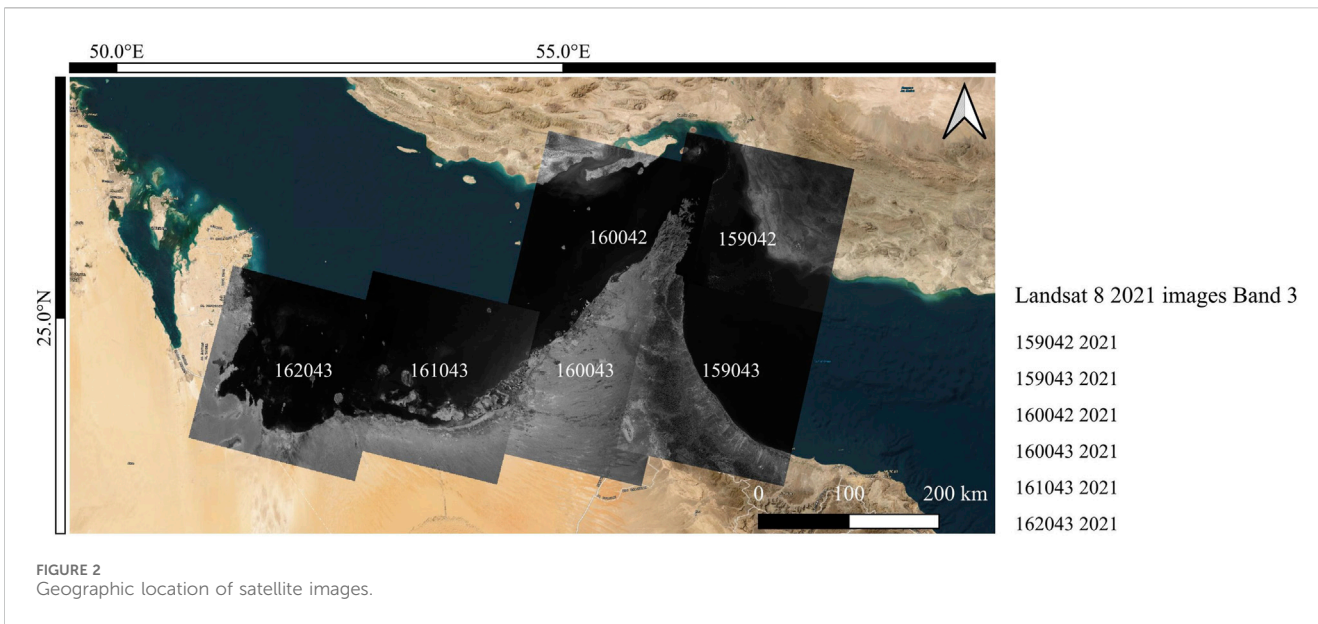 50.0°E
55.0°E
25.0°N
160042
159042
162043
161043
160043
159043
0
100
200 km
Landsat 8 2021 images Band 3
159042 2021
159043 2021
160042 2021
160043 2021
161043 2021
162043 2021
FIGURE 2
Geographic location of satellite images.